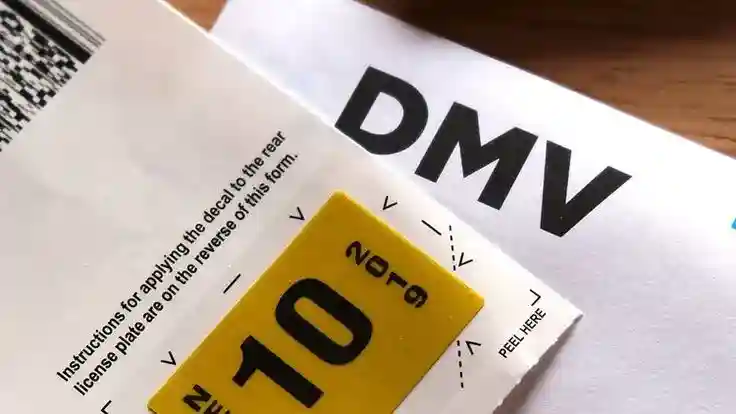 DMV
Instructions for applying the decal to the rear
license plate are on the reverse of this form.
2019
10
PEEL HERE